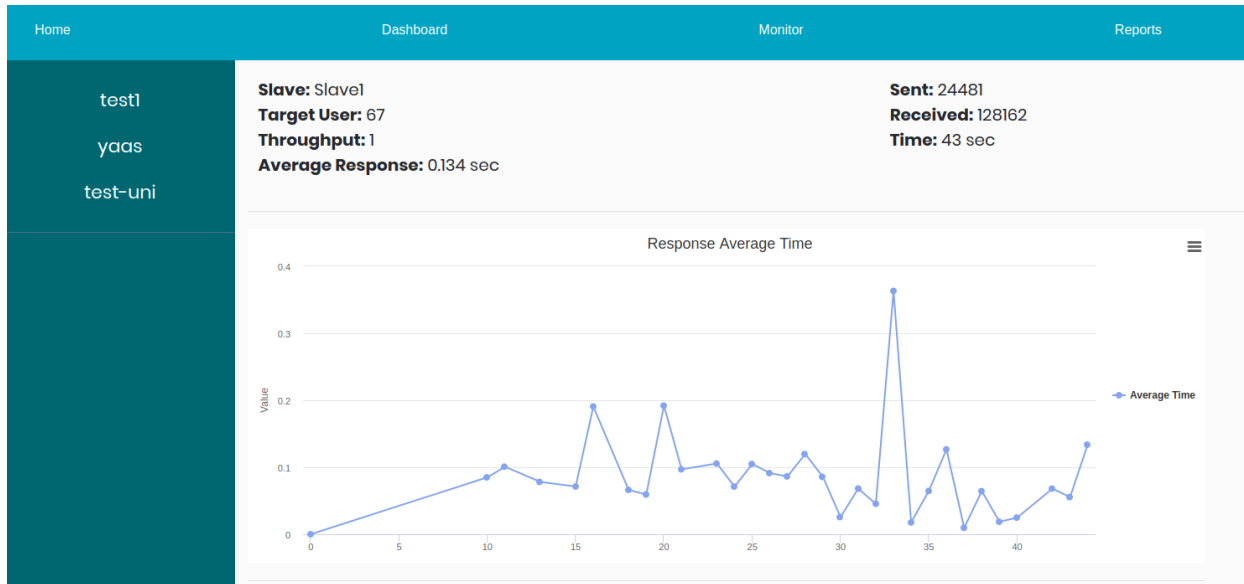 Home Dashboard Monitor Reports
test1
yaas
test-uni
Slave: Slave1
Target User: 67
Throughput: 1
Average Response: 0.134 sec
Sent: 24481
Received: 128162
Time: 43 sec
Response Average Time
0.4
0.3
0.2
0.1
0
Value
0 5 10 15 20 25 30 35 40
Average Time